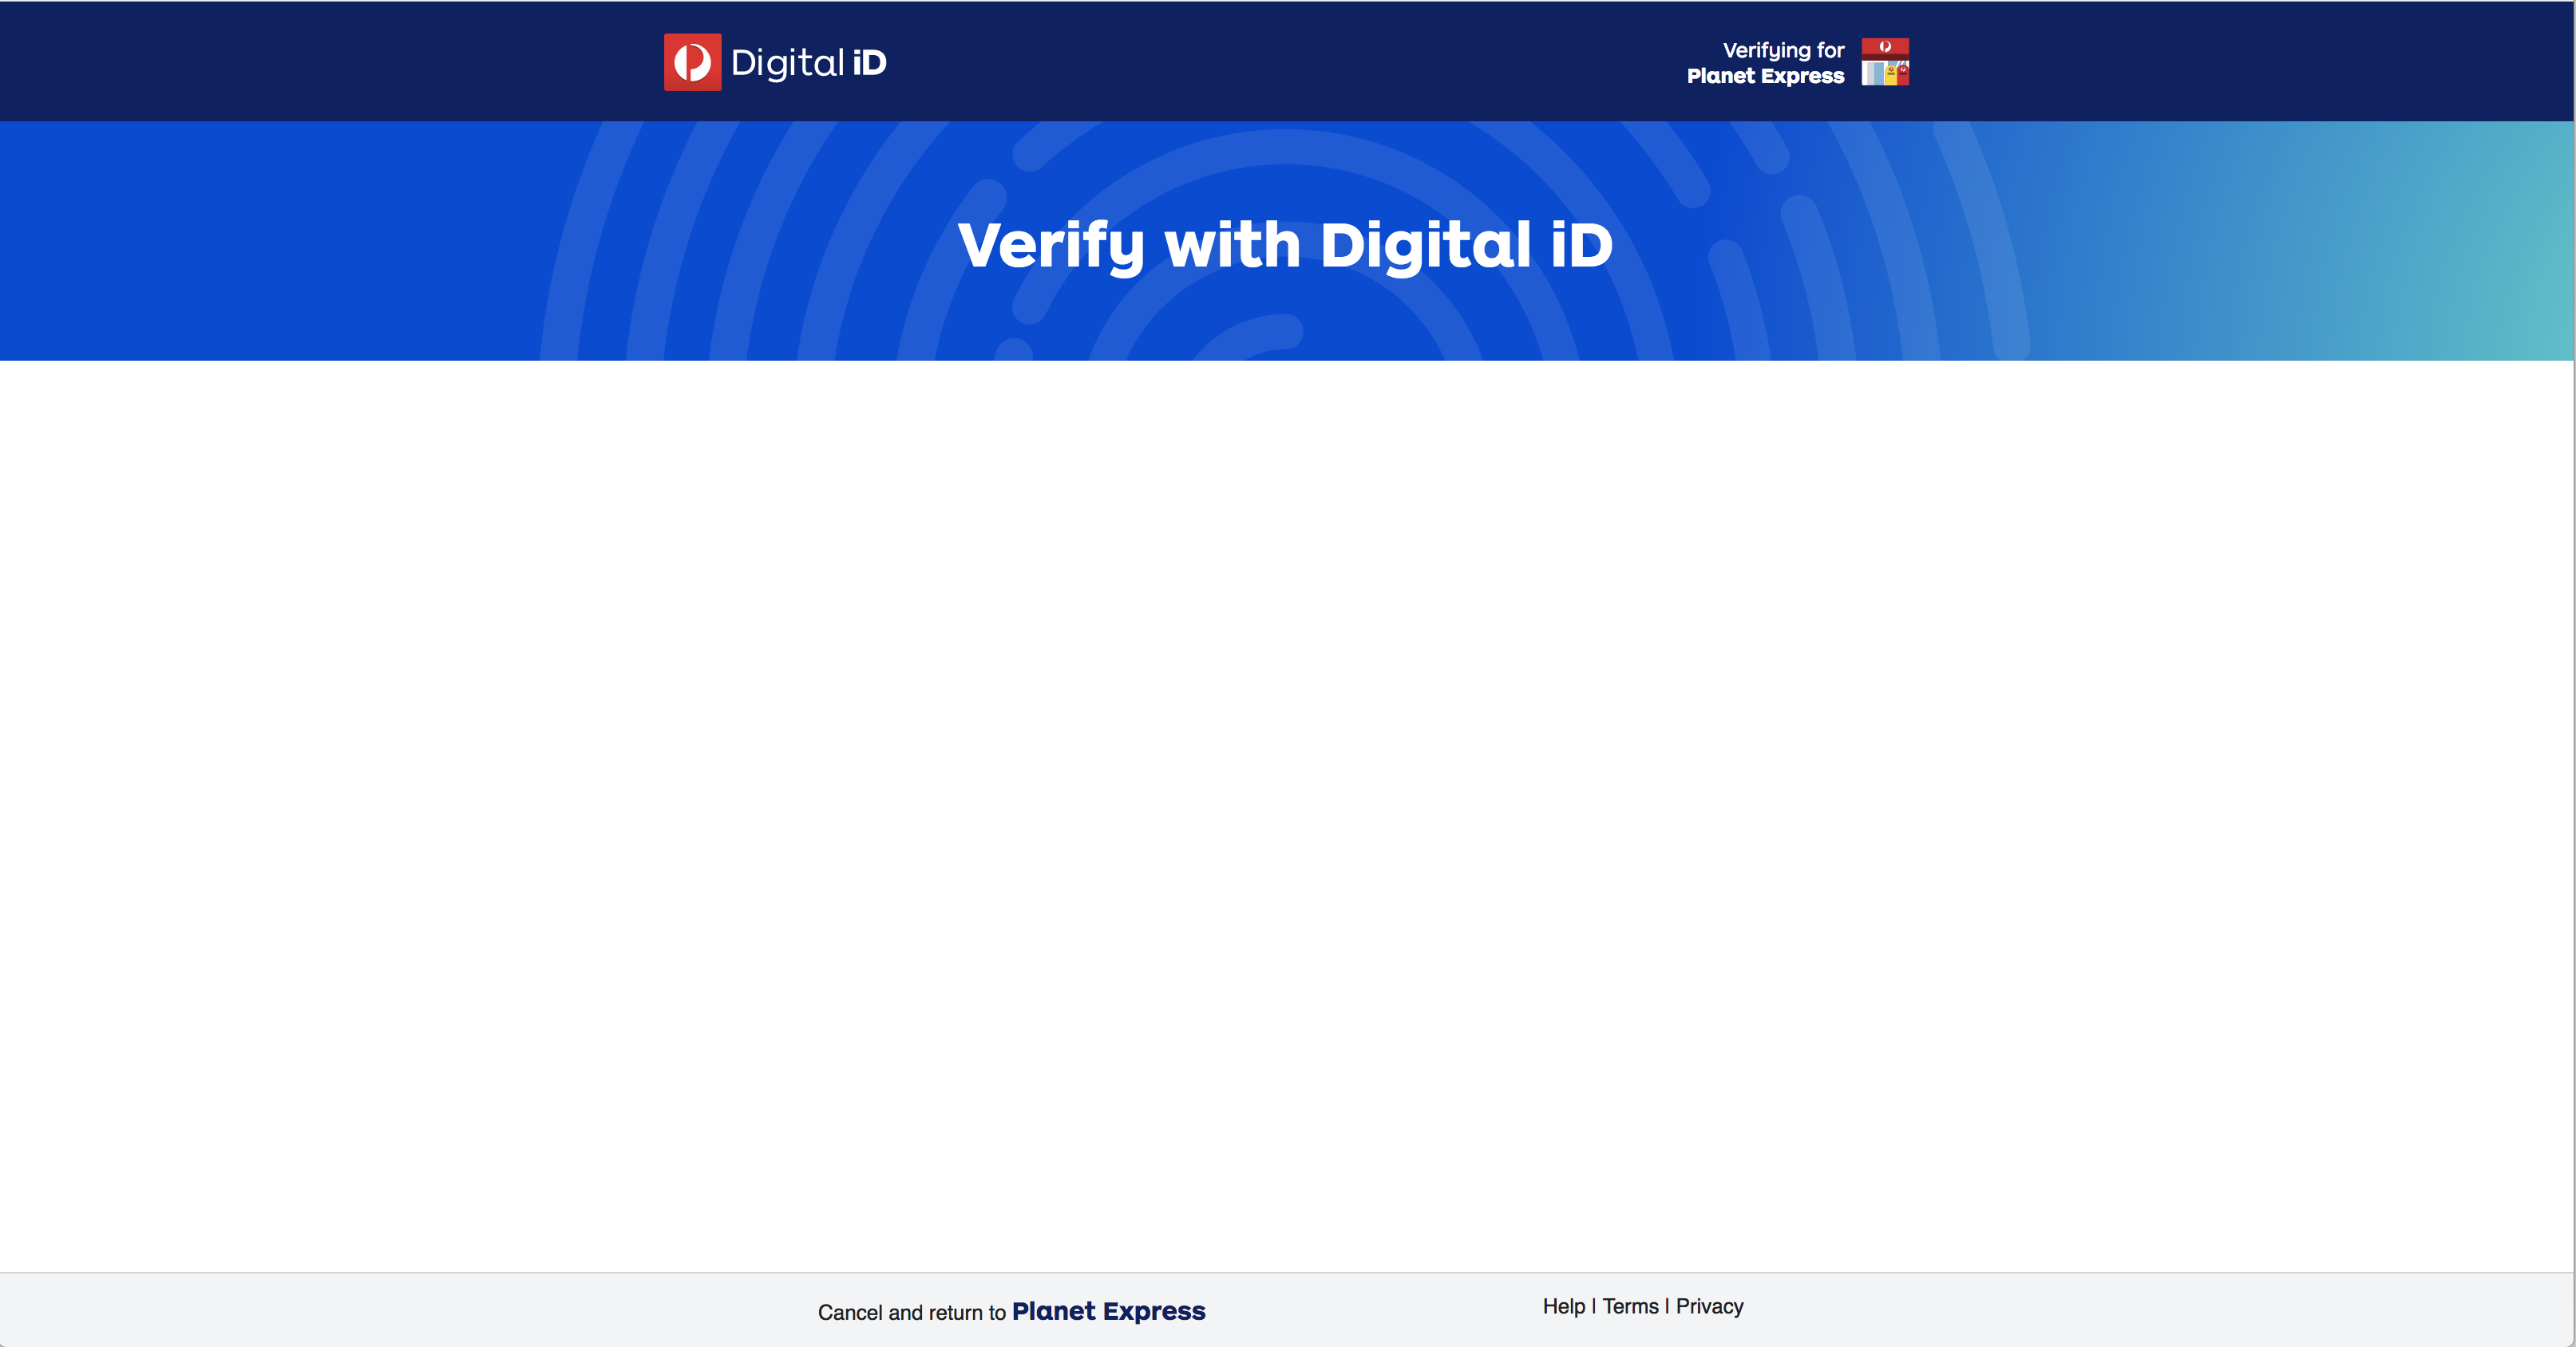 Digital iD
Verifying for
Planet Express
Verify with Digital iD
Cancel and return to Planet Express
Help | Terms | Privacy